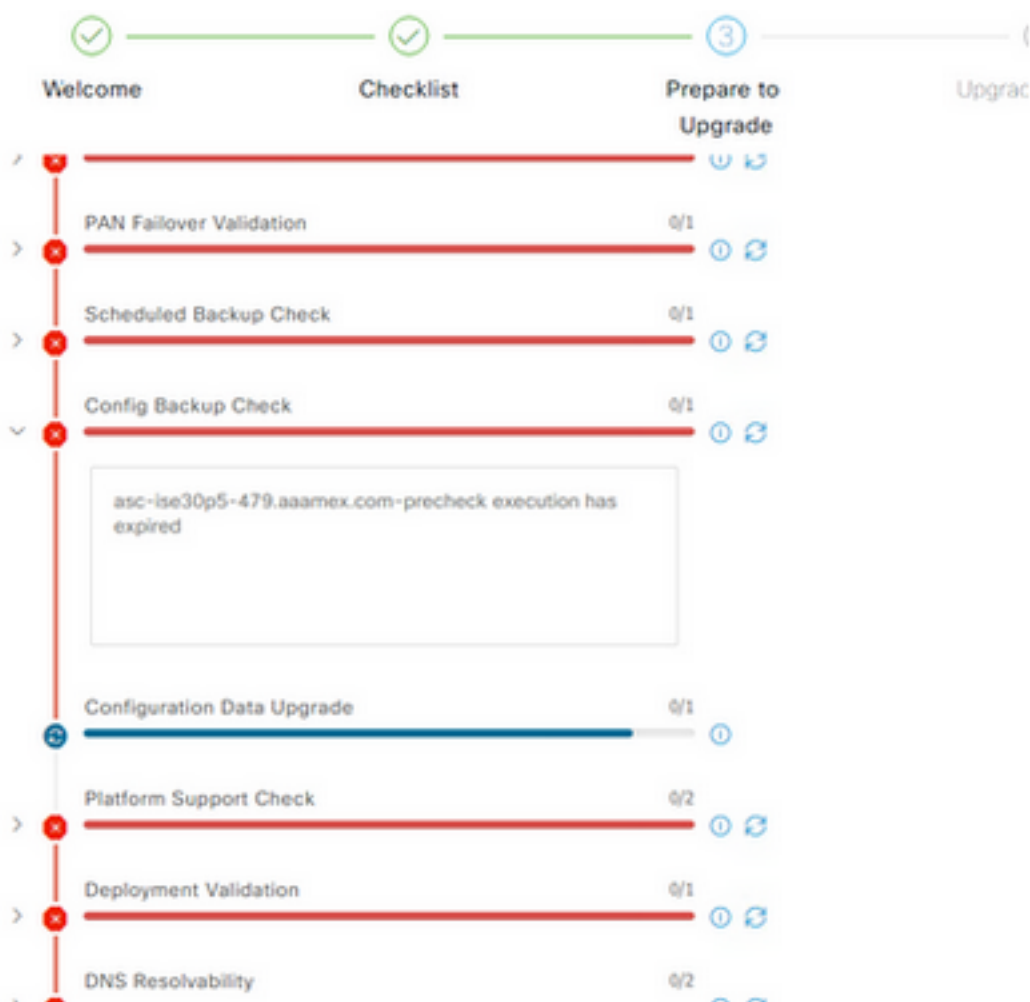 3
Welcome
Checklist
Prepare to
Upgrade
PAN Failover Validation
0/1
Scheduled Backup Check
0/1
Config Backup Check
0/1
asc-ise30p5-479.aaamex.com-precheck execution has
expired
Configuration Data Upgrade
0/1
Platform Support Check
0/2
Deployment Validation
0/1
DNS Resolvability
0/2